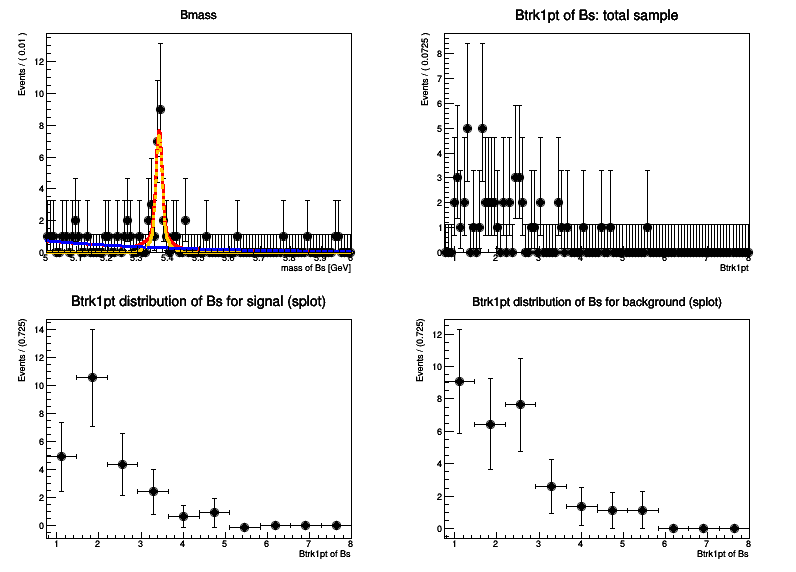 Bmass
Events / ( 0.01 )
12
10
8
6
4
2
0
5 5.1 5.2 5.3 5.4 5.5 5.6 5.7 5.8 5.9 6
mass of Bs [GeV]
Btrk1pt of Bs: total sample
Events / ( 0.0725 )
8
7
6
5
4
3
2
1
0
1 2 3 4 5 6 7 8
Btrk1pt
Btrk1pt distribution of Bs for signal (splot)
Events / (0.725)
14
12
10
8
6
4
2
0
1 2 3 4 5 6 7 8
Btrk1pt of Bs
Btrk1pt distribution of Bs for background (splot)
Events / (0.725)
12
10
8
6
4
2
0
1 2 3 4 5 6 7 8
Btrk1pt of Bs